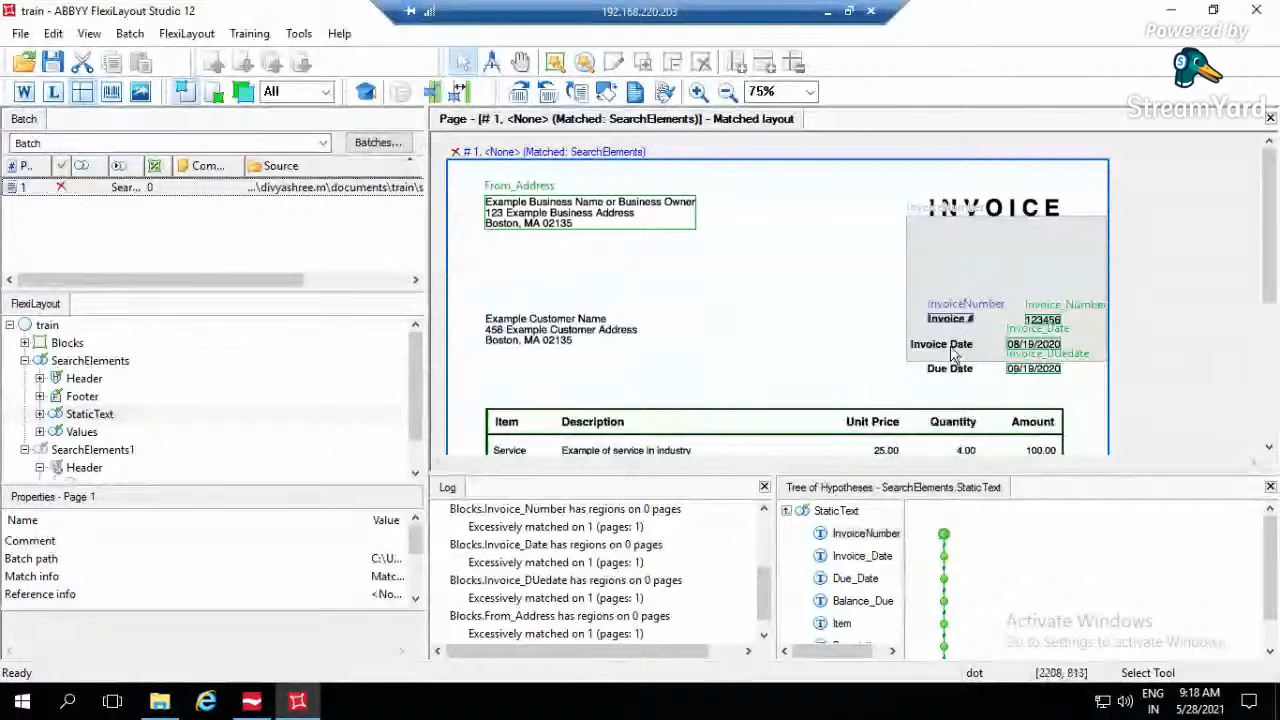 train - ABBYY FlexiLayout Studio 12
192.168.220.203
File Edit View Batch FlexiLayout Training Tools Help
Powered by
StreamYard
W L All 75%
Batch
Page - [# 1, <None> (Matched: SearchElements)] - Matched layout
Batch Batches...
# P.. Com... Source
1 Sear... 0 ...\divyashree.m\documents\train\s
# 1, <None> (Matched: SearchElements)
From_Address
Example Business Name or Business Owner
123 Example Business Address
Boston, MA 02135
INVOICE
InvoiceNumber Invoice_Number
Invoice # 123456
Invoice_Date
Invoice Date 08/19/2020
Invoice_DUedate
Due Date 09/19/2020
Example Customer Name
456 Example Customer Address
Boston, MA 02135
Item Description Unit Price Quantity Amount
Service Example of service in industry 25.00 4.00 100.00
FlexiLayout
train
Blocks
SearchElements
Header
Footer
StaticText
Values
SearchElements1
Header
Properties - Page 1
Name Value
Comment
Batch path C:\U...
Match info Matc...
Reference info <No...
Log
Blocks.Invoice_Number has regions on 0 pages
Excessively matched on 1 (pages: 1)
Blocks.Invoice_Date has regions on 0 pages
Excessively matched on 1 (pages: 1)
Blocks.Invoice_DUedate has regions on 0 pages
Excessively matched on 1 (pages: 1)
Blocks.From_Address has regions on 0 pages
Excessively matched on 1 (pages: 1)
Tree of Hypotheses - SearchElements.StaticText
StaticText
InvoiceNumber
Invoice_Date
Due_Date
Balance_Due
Item
Activate Windows
Go to Settings to activate Windows.
Ready dot [2208, 813] Select Tool
ENG
IN
9:18 AM
5/28/2021